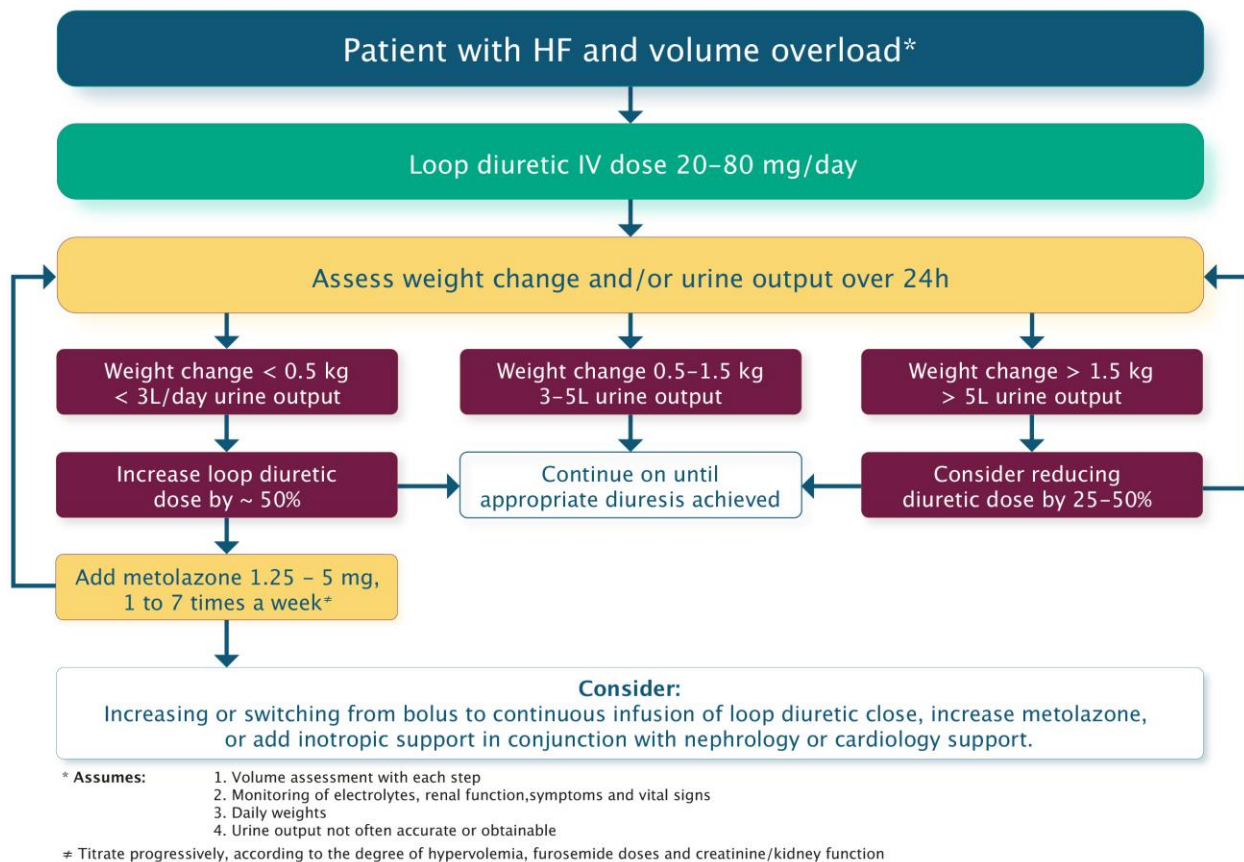 Patient with HF and volume overload*
Loop diuretic IV dose 20–80 mg/day
Assess weight change and/or urine output over 24h
Weight change < 0.5 kg
< 3L/day urine output
Weight change 0.5–1.5 kg
3–5L urine output
Weight change > 1.5 kg
> 5L urine output
Increase loop diuretic
dose by ~ 50%
Continue on until
appropriate diuresis achieved
Consider reducing
diuretic dose by 25–50%
Add metolazone 1.25 – 5 mg,
1 to 7 times a week≠
Consider:
Increasing or switching from bolus to continuous infusion of loop diuretic close, increase metolazone,
or add inotropic support in conjunction with nephrology or cardiology support.
* Assumes: 1. Volume assessment with each step
2. Monitoring of electrolytes, renal function,symptoms and vital signs
3. Daily weights
4. Urine output not often accurate or obtainable
≠ Titrate progressively, according to the degree of hypervolemia, furosemide doses and creatinine/kidney function